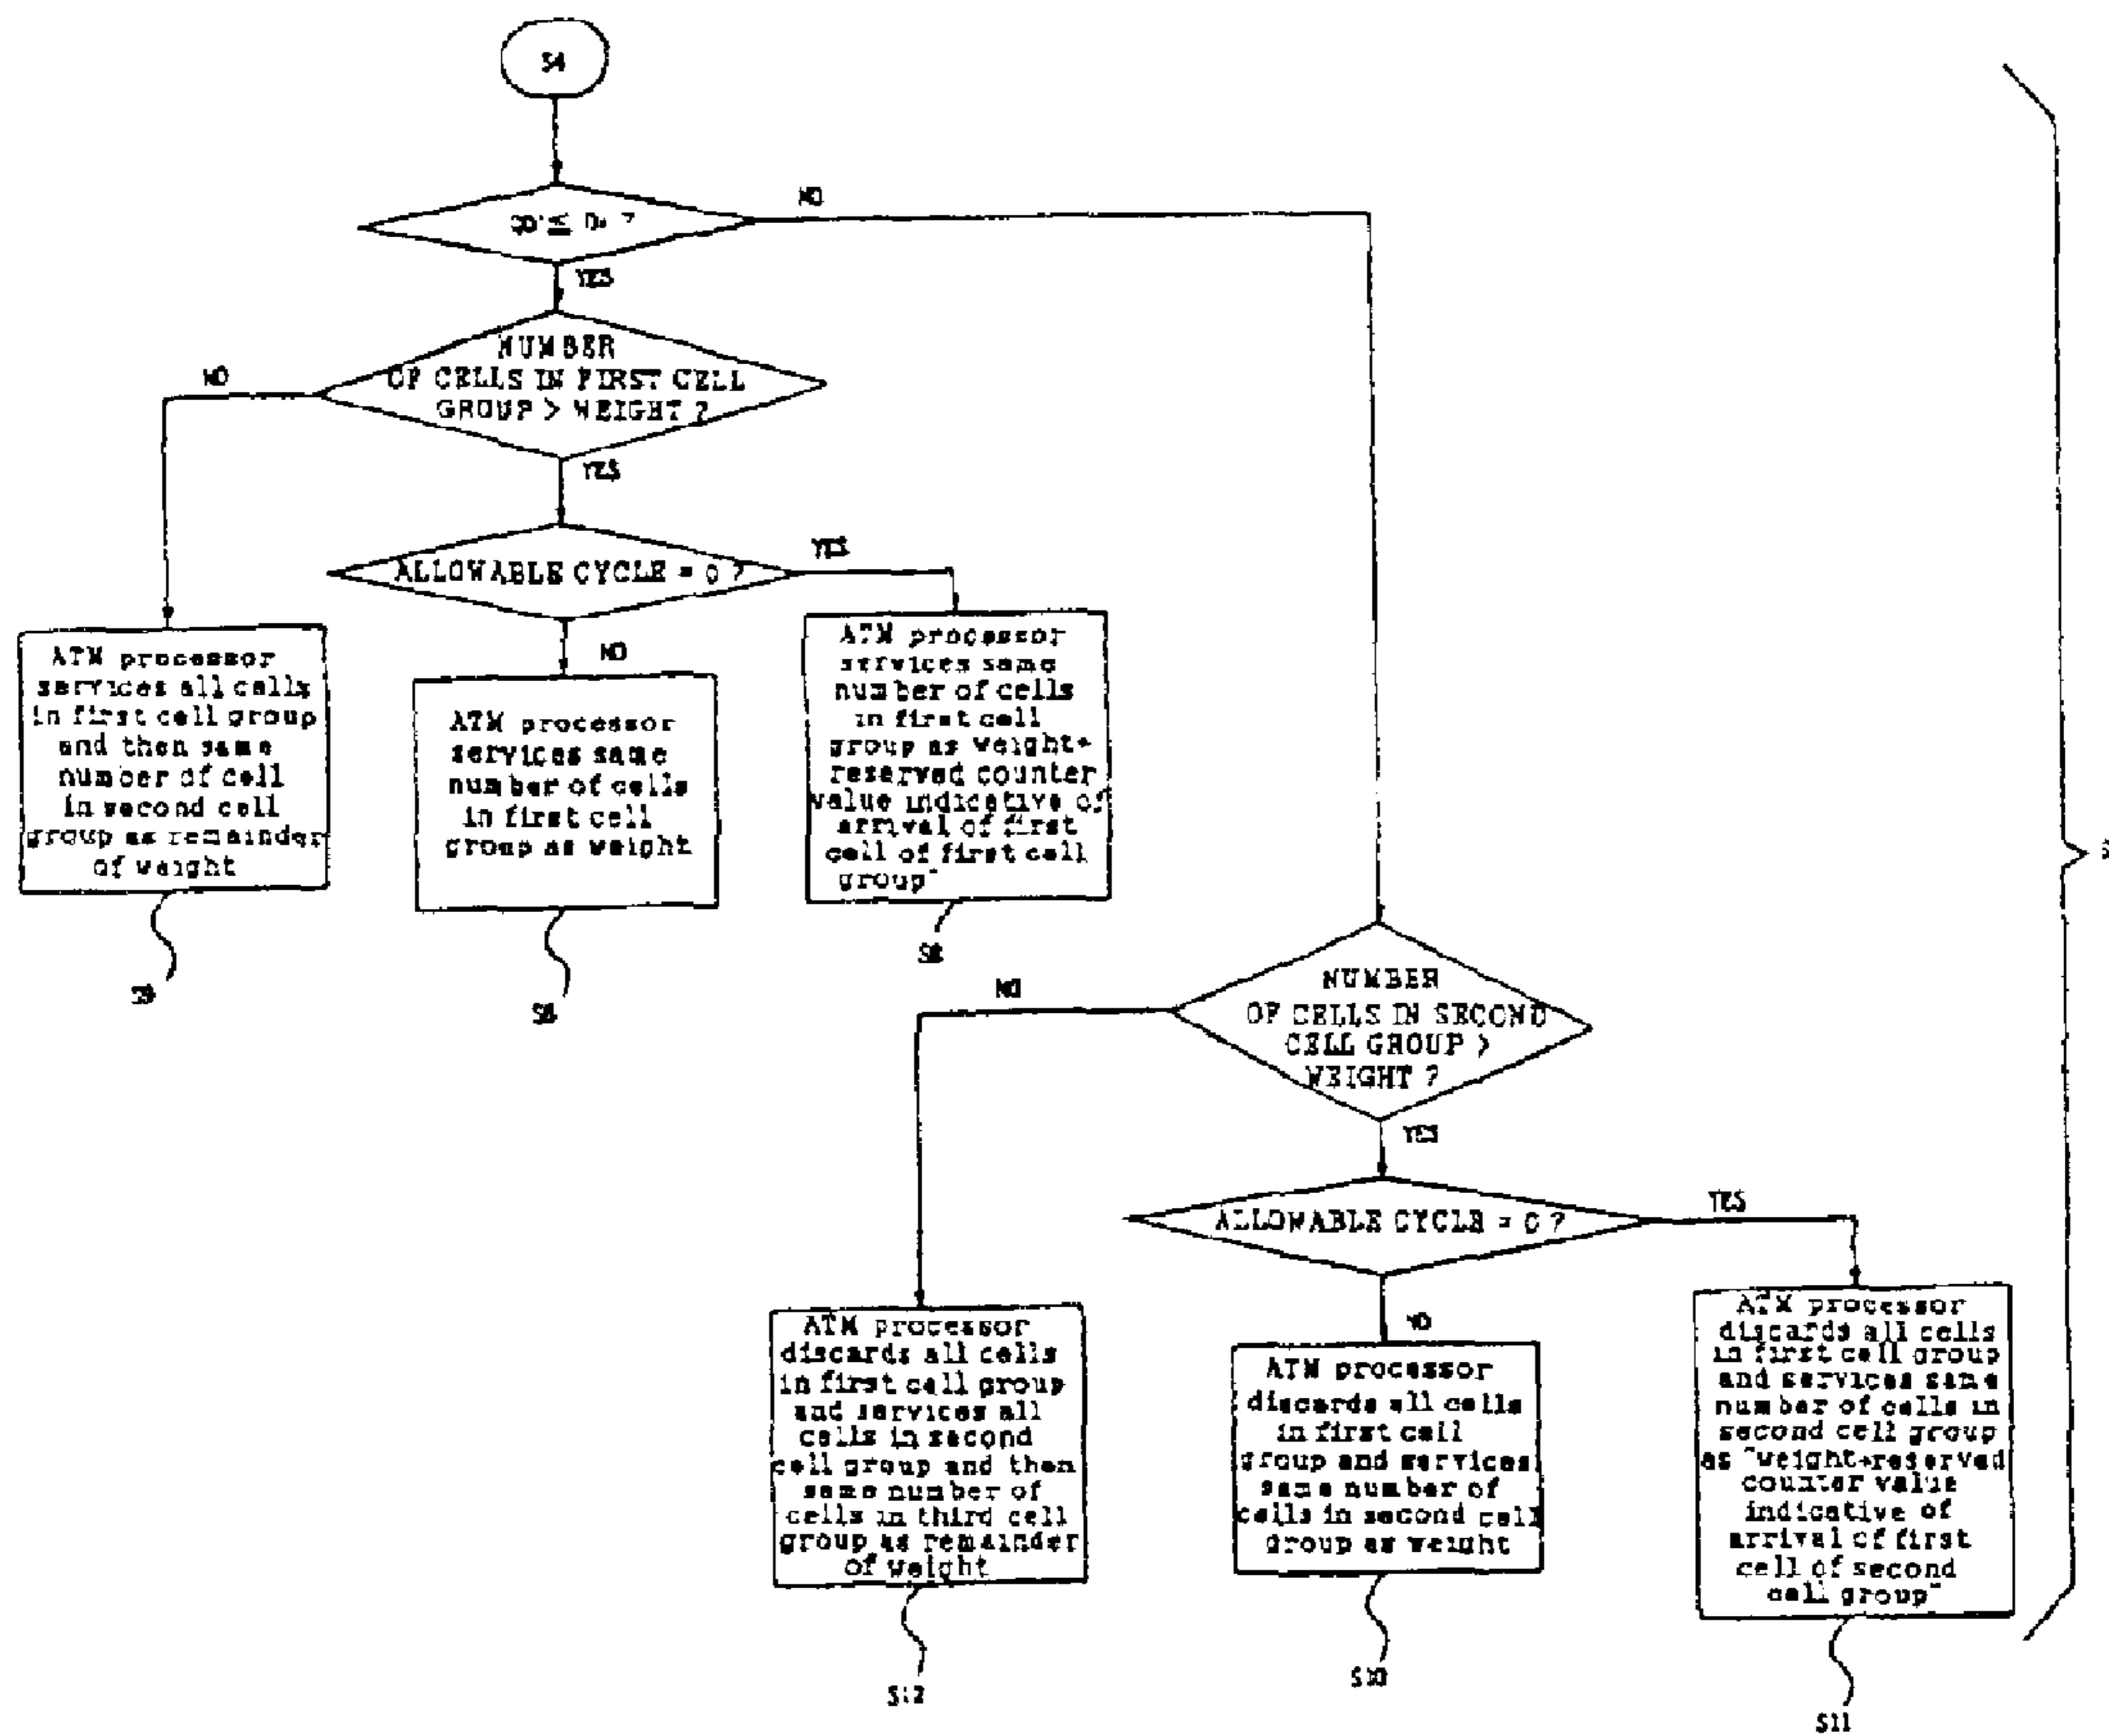 S4
NO
YES
NUMBER
OF CELLS IN FIRST CELL
GROUP > WEIGHT ?
NO
YES
ALLOWABLE CYCLE = 0 ?
YES
NO
ATM processor
services all cells
in first cell group
and then same
number of cell
in second cell
group as remainder
of weight
ATM processor
services same
number of cells
in first cell
group as weight
ATM processor
services same
number of cells
in first cell
group as weight+
reserved counter
value indicative of
arrival of first
cell of first cell
group"
S9
NUMBER
OF CELLS IN SECOND
CELL GROUP >
WEIGHT ?
NO
YES
ALLOWABLE CYCLE = 0 ?
YES
NO
ATM processor
discards all cells
in first cell group
and services all
cells in second
cell group and then
same number of
cells in third cell
group as remainder
of weight
ATM processor
discards all cells
in first cell
group and services
same number of
cells in second cell
group as weight
ATM processor
discards all cells
in first cell group
and services same
number of cells in
second cell group
as "weight+reserved
counter value
indicative of
arrival of first
cell of second
cell group"
S12
S10
S11